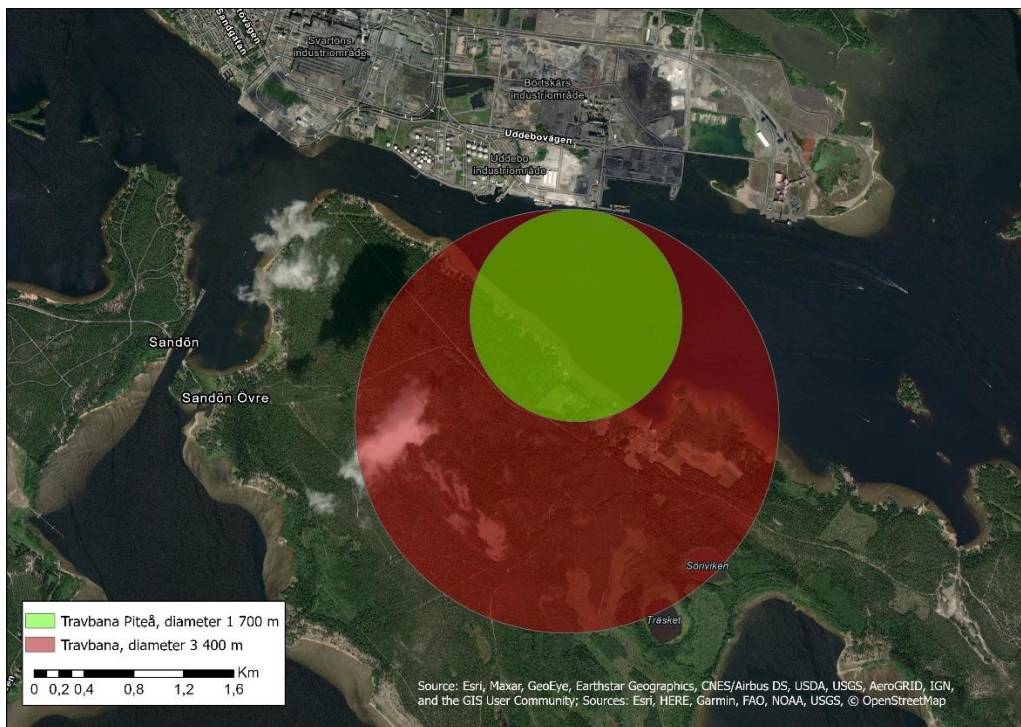 Sandgatan
Svartöns
industriområde
Börtskärs
industriområde
Uddebovägen
Uddebo
industriområde
Sandön
Sandön Övre
Söriviken
Träsket
Travbana Piteå, diameter 1 700 m
Travbana, diameter 3 400 m
Km
0 0,2 0,4 0,8 1,2 1,6
Source: Esri, Maxar, GeoEye, Earthstar Geographics, CNES/Airbus DS, USDA, USGS, AeroGRID, IGN,
and the GIS User Community; Sources: Esri, HERE, Garmin, FAO, NOAA, USGS, © OpenStreetMap